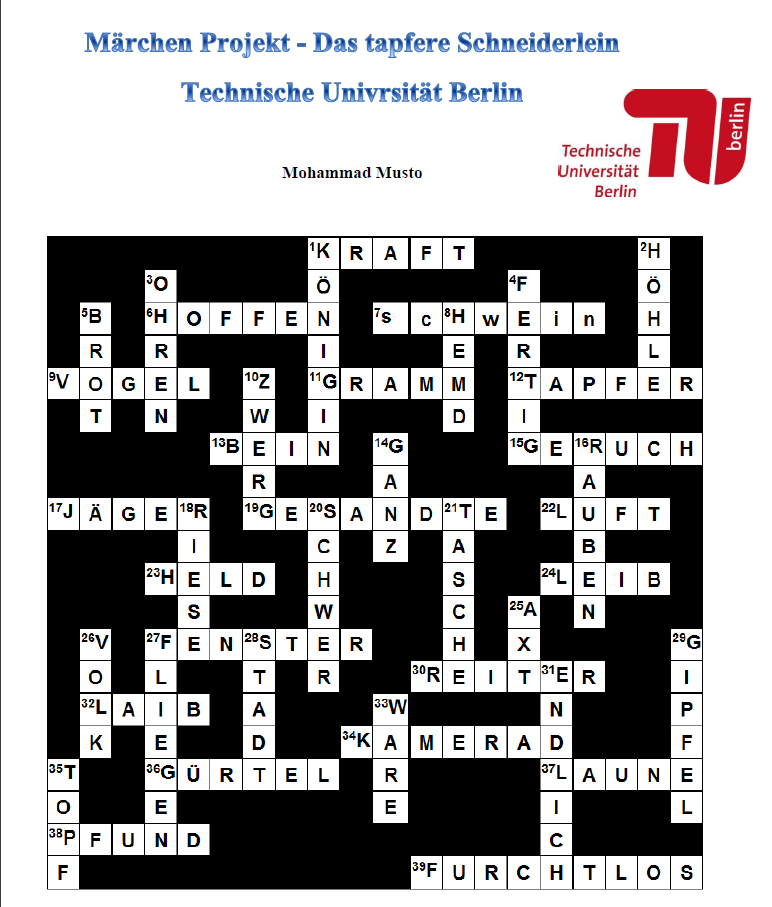 Märchen Projekt - Das tapfere Schneiderlein
Technische Univrsität Berlin
Technische
Universität
Berlin
berlin
Mohammad Musto
1K R A F T 2H
3O Ö 4F Ö
5B 6H O F F E N 7s c 8H w E i n H
R R I E R L
9V O G E L 10Z 11G R A M M 12T A P F E R
T N W I D I
13B E I N 14G 15G E 16R U C H
R A A
17J Ä G E 18R 19G E 20S A N D 21T E 22L U F T
I C Z A B
23H E L D H S 24L E I B
S W C 25A N
26V 27F E N 28S T E R H X 29G
O L T R 30R E I T 31E R I
32L A I B A 33W N P
K E D 34K A M E R A D F
35T 36G Ü R T E L R 37L A U N E
O E E I L
38P F U N D C
F 39F U R C H T L O S